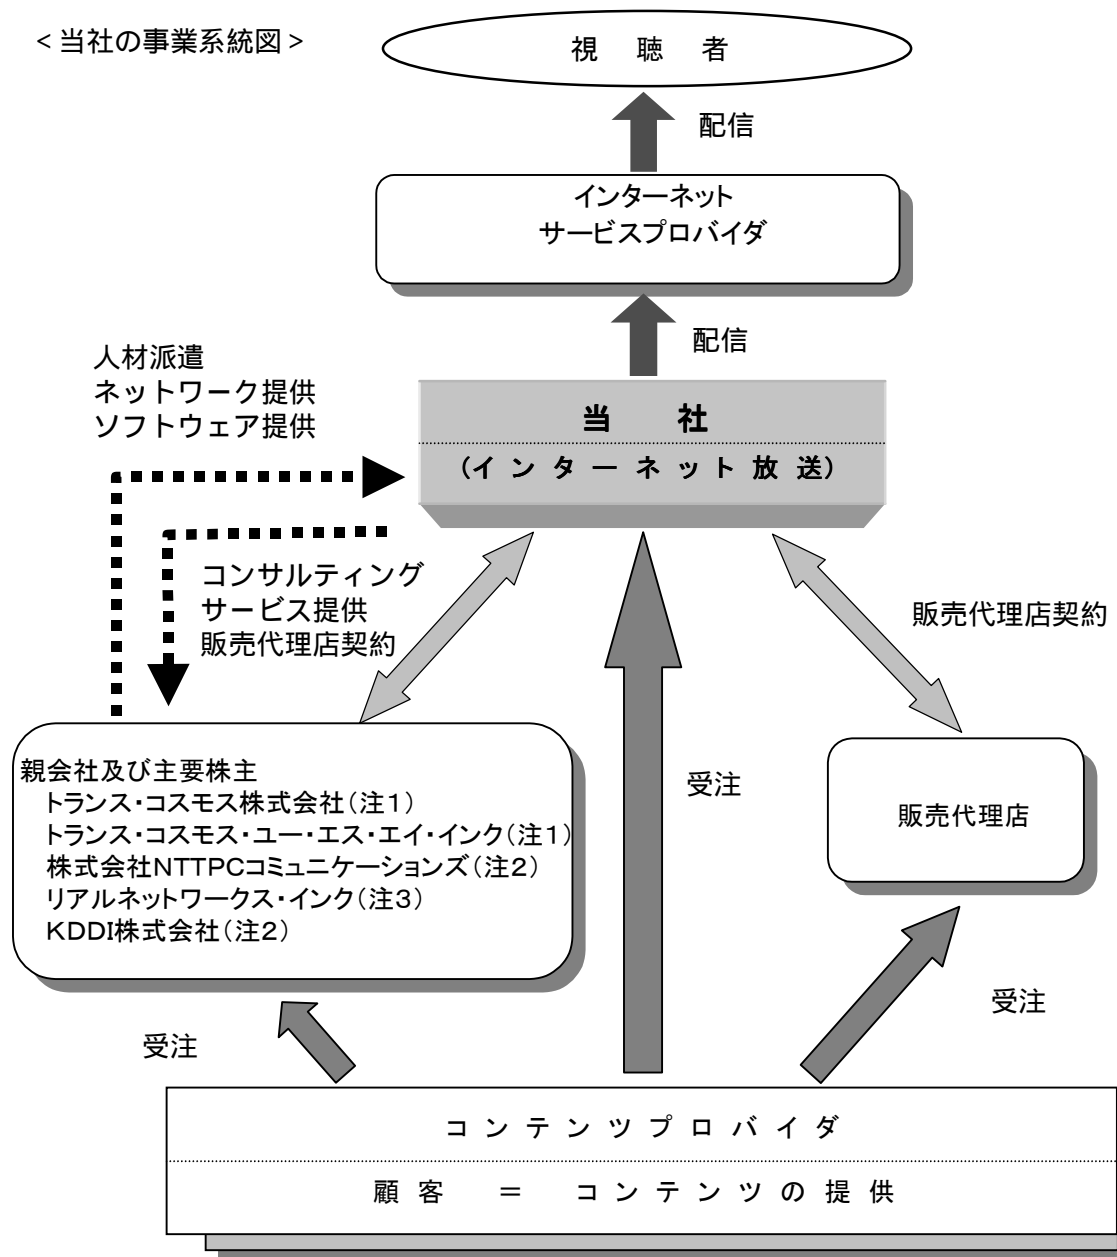 <当社の事業系統図>
視 聴 者
配信
インターネット
サービスプロバイダ
配信
人材派遣
ネットワーク提供
ソフトウェア提供
当 社
(インターネット放送)
コンサルティング
サービス提供
販売代理店契約
販売代理店契約
親会社及び主要株主
トランス・コスモス株式会社(注1)
トランス・コスモス・ユー・エス・エイ・インク(注1)
株式会社NTTPCコミュニケーションズ(注2)
リアルネットワークス・インク(注3)
KDDI株式会社(注2)
受注
販売代理店
受注
受注
コンテンツプロバイダ
顧客 = コンテンツの提供